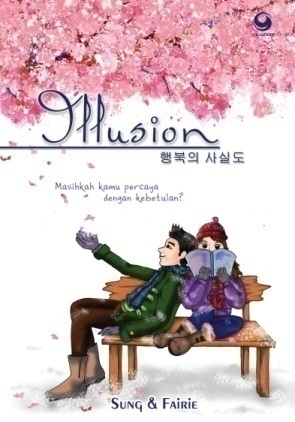 Illusion
행복의 사실도
Masihkah kamu percaya
dengan kebetulan?
SUNG & FAIRIE